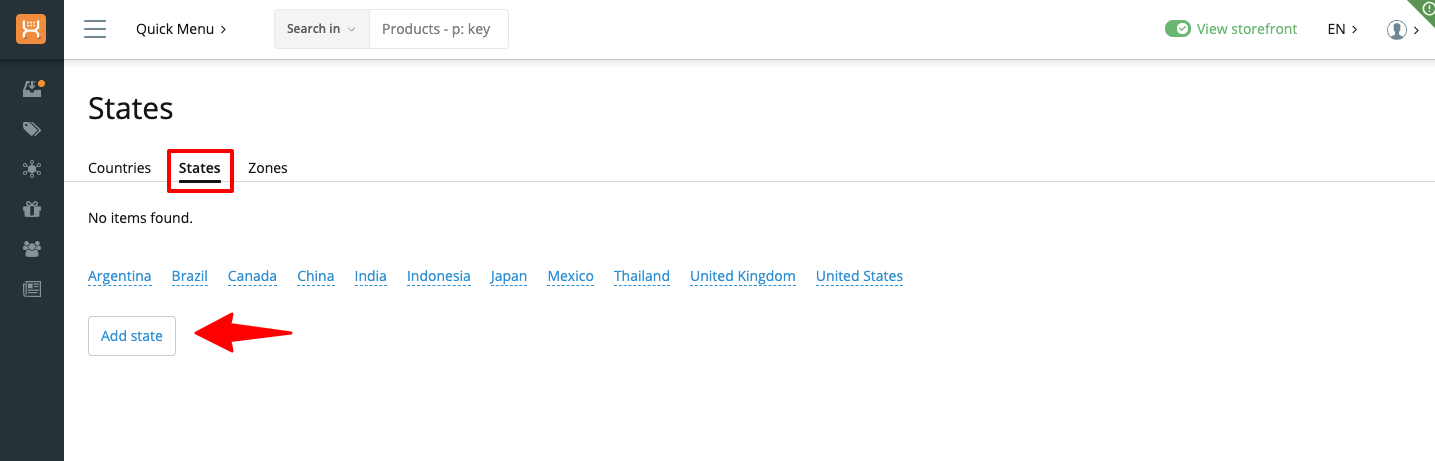 Quick Menu
Search in
Products - p: key
View storefront
EN
States
Countries
States
Zones
No items found.
Argentina Brazil Canada China India Indonesia Japan Mexico Thailand United Kingdom United States
Add state